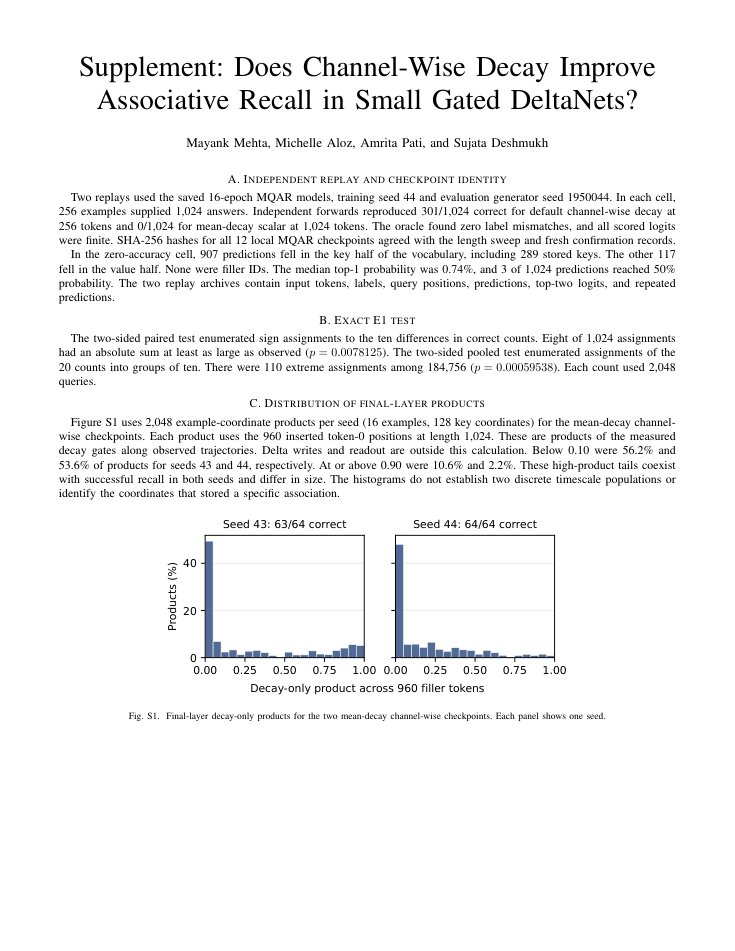 Supplement: Does Channel-Wise Decay Improve
Associative Recall in Small Gated DeltaNets?
Mayank Mehta, Michelle Aloz, Amrita Pati, and Sujata Deshmukh
A. INDEPENDENT REPLAY AND CHECKPOINT IDENTITY
Two replays used the saved 16-epoch MQAR models, training seed 44 and evaluation generator seed 1950044. In each cell,
256 examples supplied 1,024 answers. Independent forwards reproduced 301/1,024 correct for default channel-wise decay at
256 tokens and 0/1,024 for mean-decay scalar at 1,024 tokens. The oracle found zero label mismatches, and all scored logits
were finite. SHA-256 hashes for all 12 local MQAR checkpoints agreed with the length sweep and fresh confirmation records.
In the zero-accuracy cell, 907 predictions fell in the key half of the vocabulary, including 289 stored keys. The other 117
fell in the value half. None were filler IDs. The median top-1 probability was 0.74%, and 3 of 1,024 predictions reached 50%
probability. The two replay archives contain input tokens, labels, query positions, predictions, top-two logits, and repeated
predictions.
B. EXACT E1 TEST
The two-sided paired test enumerated sign assignments to the ten differences in correct counts. Eight of 1,024 assignments
had an absolute sum at least as large as observed (p = 0.0078125). The two-sided pooled test enumerated assignments of the
20 counts into groups of ten. There were 110 extreme assignments among 184,756 (p = 0.00059538). Each count used 2,048
queries.
C. DISTRIBUTION OF FINAL-LAYER PRODUCTS
Figure S1 uses 2,048 example-coordinate products per seed (16 examples, 128 key coordinates) for the mean-decay channel-
wise checkpoints. Each product uses the 960 inserted token-0 positions at length 1,024. These are products of the measured
decay gates along observed trajectories. Delta writes and readout are outside this calculation. Below 0.10 were 56.2% and
53.6% of products for seeds 43 and 44, respectively. At or above 0.90 were 10.6% and 2.2%. These high-product tails coexist
with successful recall in both seeds and differ in size. The histograms do not establish two discrete timescale populations or
identify the coordinates that stored a specific association.
Seed 43: 63/64 correct Seed 44: 64/64 correct
Products (%)
40
20
0
0.00 0.25 0.50 0.75 1.00 0.00 0.25 0.50 0.75 1.00
Decay-only product across 960 filler tokens
Fig. S1. Final-layer decay-only products for the two mean-decay channel-wise checkpoints. Each panel shows one seed.